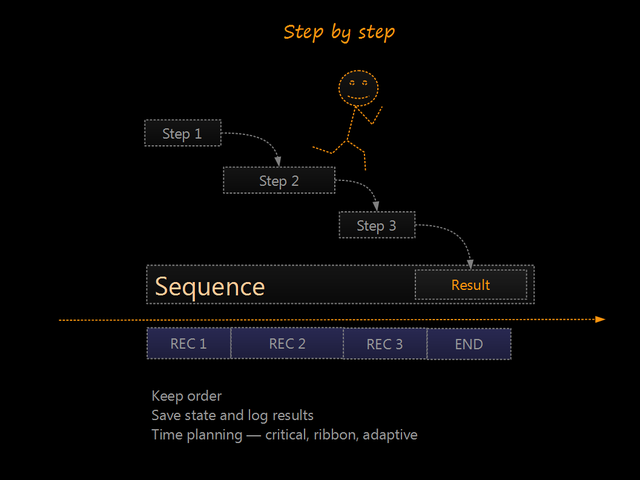 Step by step
Step 1
Step 2
Step 3
Sequence
Result
REC 1
REC 2
REC 3
END
Keep order
Save state and log results
Time planning — critical, ribbon, adaptive